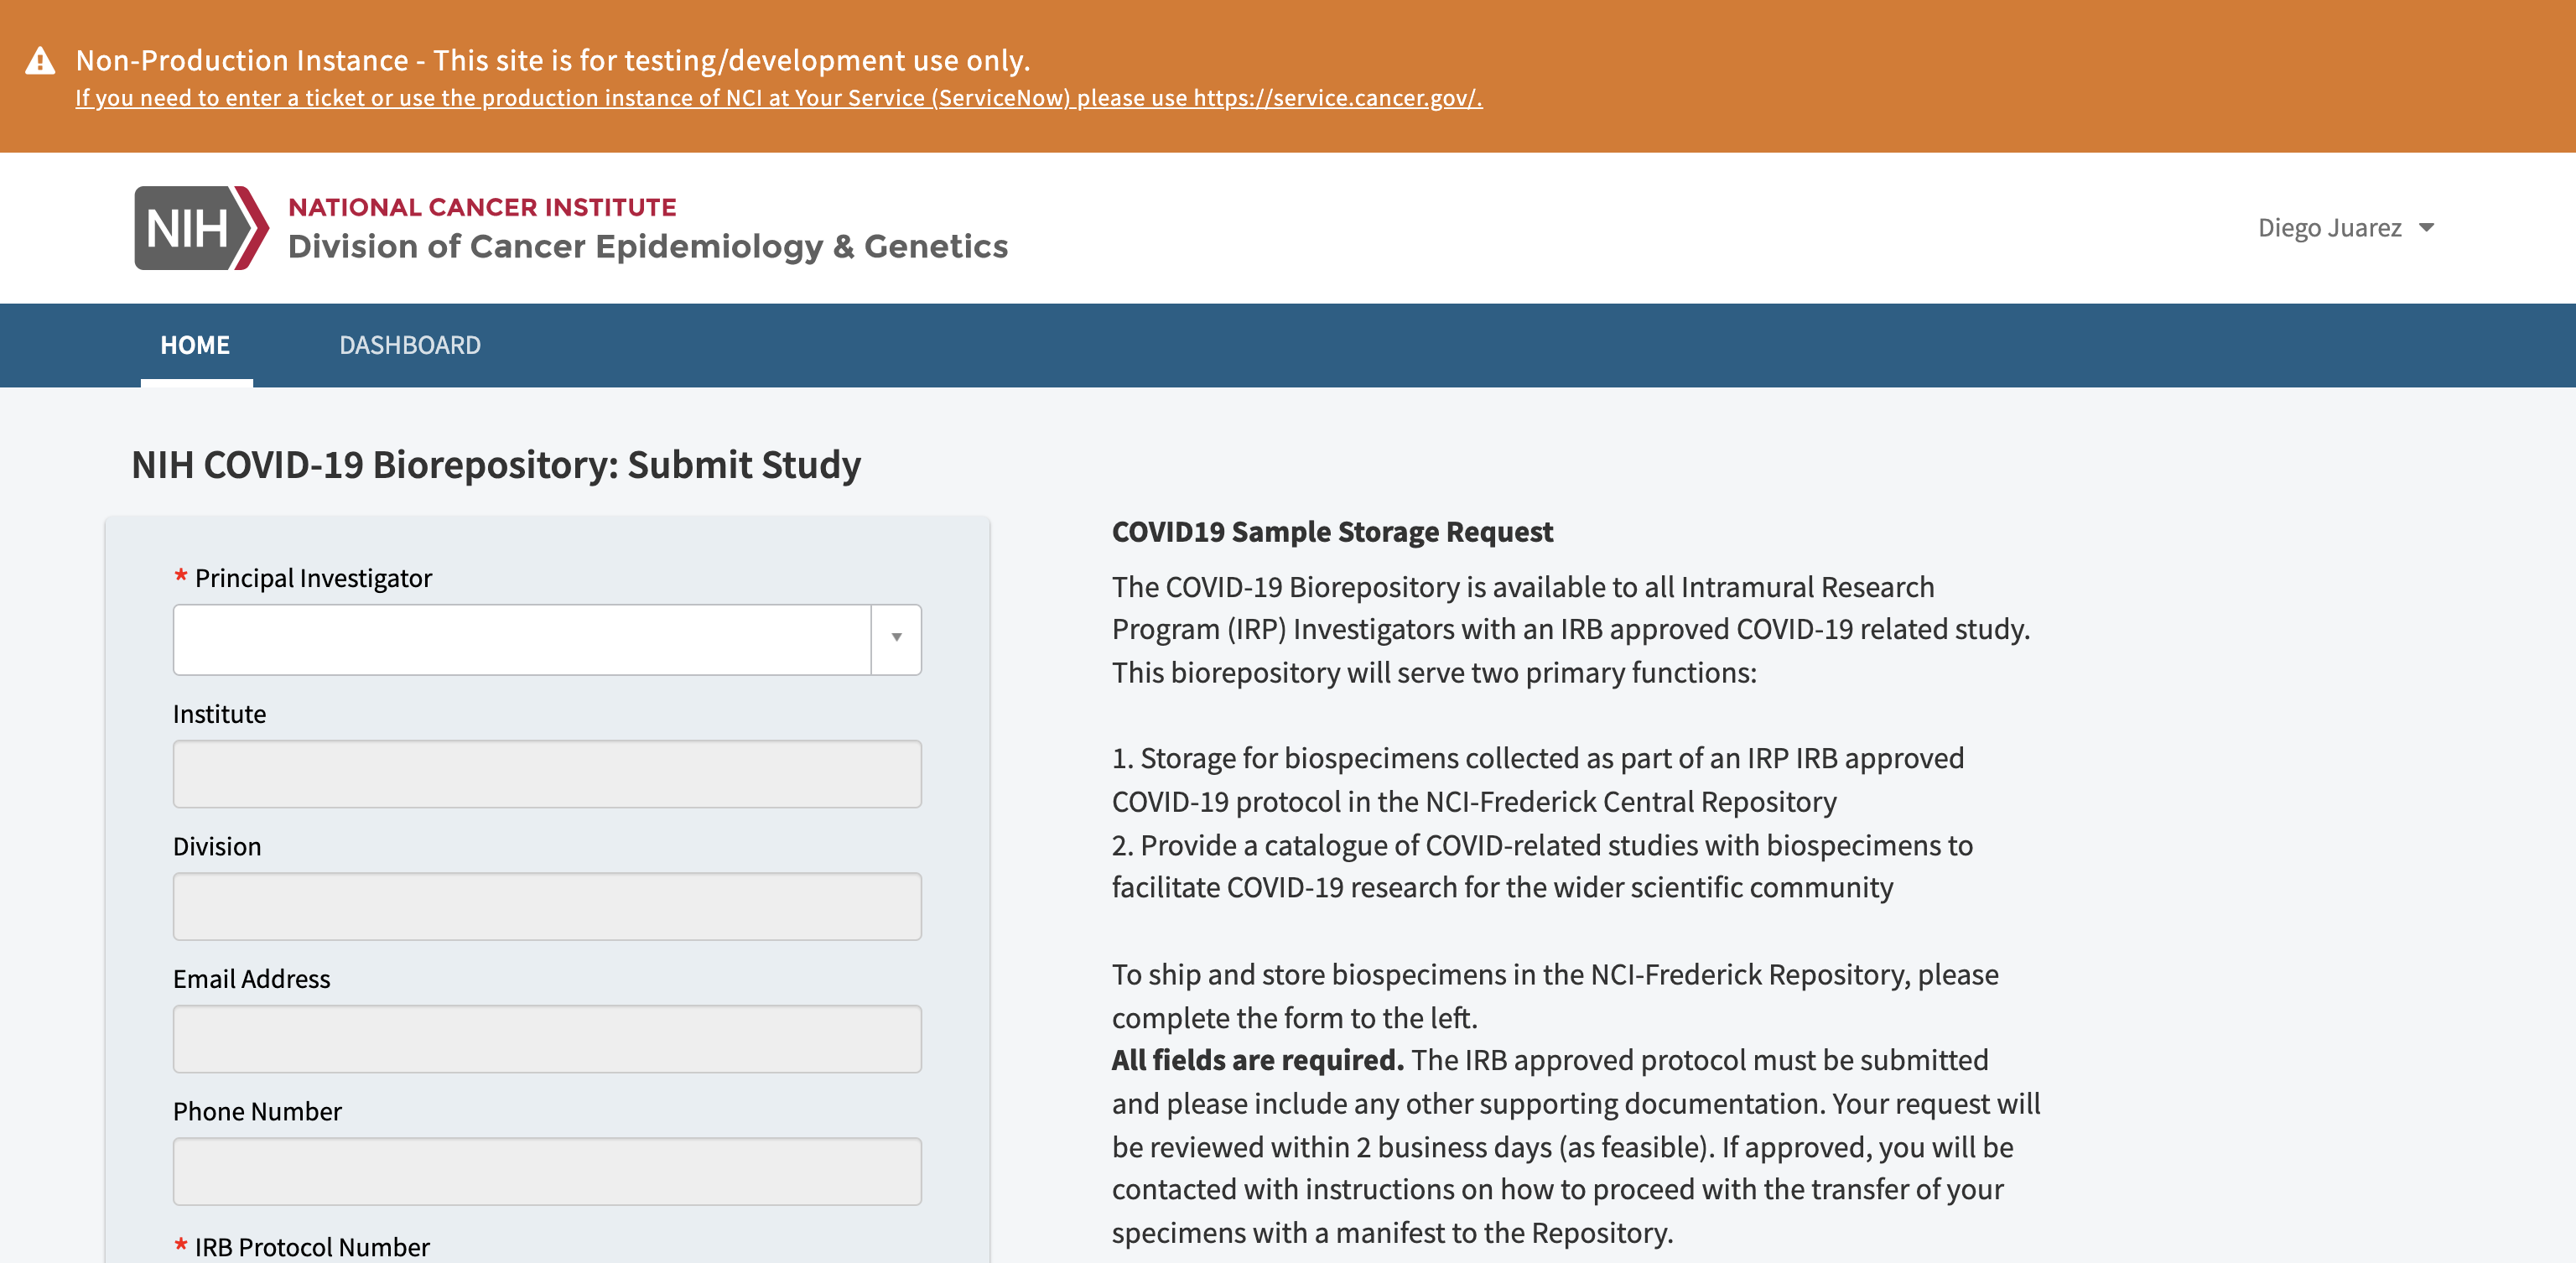 Non-Production Instance - This site is for testing/development use only.
If you need to enter a ticket or use the production instance of NCI at Your Service (ServiceNow) please use https://service.cancer.gov/.
NIH
NATIONAL CANCER INSTITUTE
Division of Cancer Epidemiology & Genetics
Diego Juarez
HOME
DASHBOARD
NIH COVID-19 Biorepository: Submit Study
* Principal Investigator
Institute
Division
Email Address
Phone Number
* IRB Protocol Number
COVID19 Sample Storage Request
The COVID-19 Biorepository is available to all Intramural Research
Program (IRP) Investigators with an IRB approved COVID-19 related study.
This biorepository will serve two primary functions:
1. Storage for biospecimens collected as part of an IRP IRB approved
COVID-19 protocol in the NCI-Frederick Central Repository
2. Provide a catalogue of COVID-related studies with biospecimens to
facilitate COVID-19 research for the wider scientific community
To ship and store biospecimens in the NCI-Frederick Repository, please
complete the form to the left.
All fields are required. The IRB approved protocol must be submitted
and please include any other supporting documentation. Your request will
be reviewed within 2 business days (as feasible). If approved, you will be
contacted with instructions on how to proceed with the transfer of your
specimens with a manifest to the Repository.